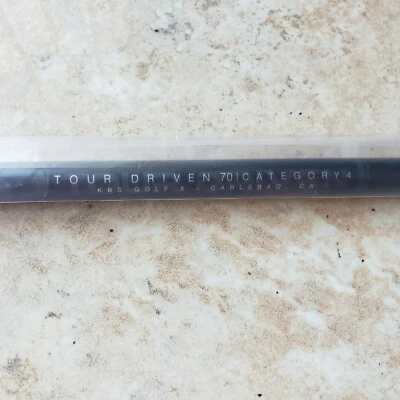 TOUR DRIVEN 70|CATEGORY 4
KBS GOLF X - CARLSBAD, CA